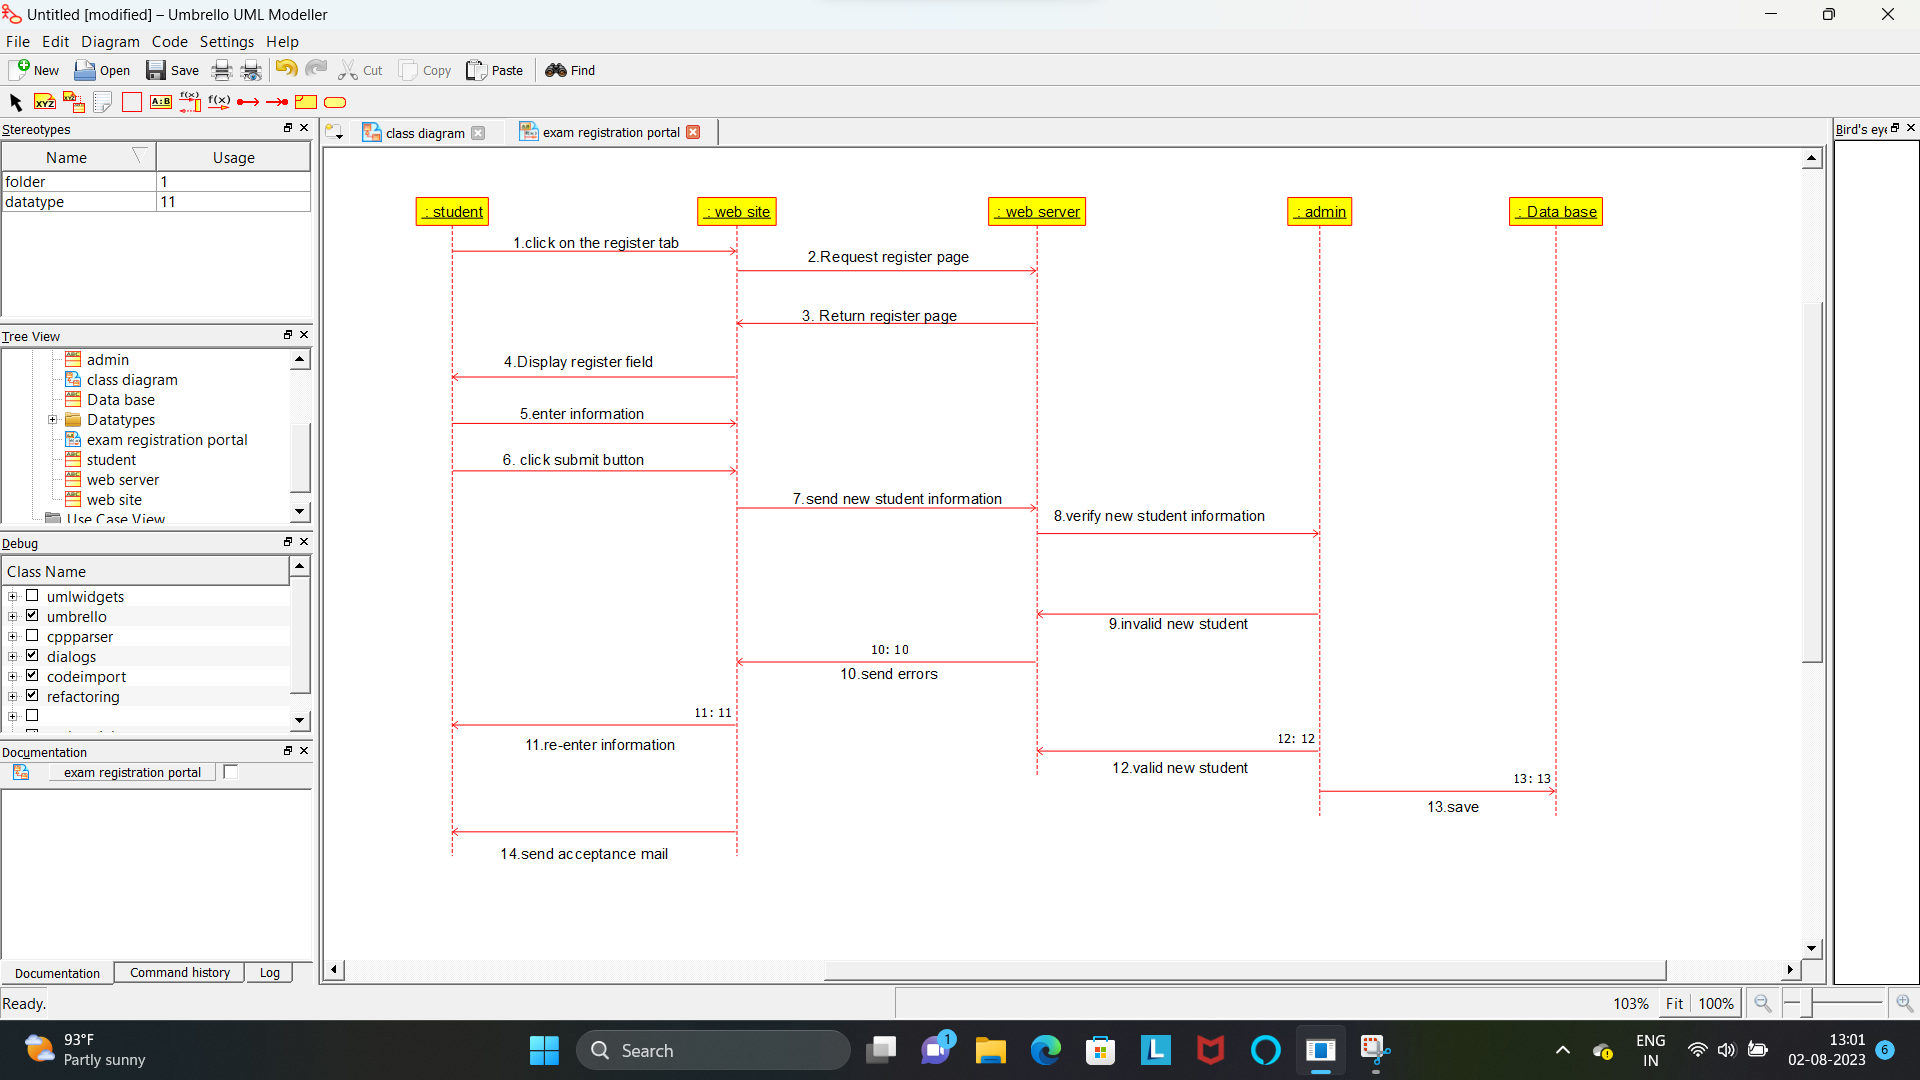 Untitled [modified] – Umbrello UML Modeller
File Edit Diagram Code Settings Help
New Open Save Cut Copy Paste Find
XYZ A:B f(x) f(x)
Stereotypes
Name Usage
folder 1
datatype 11
Tree View
admin
class diagram
Data base
Datatypes
exam registration portal
student
web server
web site
Use Case View
Debug
Class Name
umlwidgets
umbrello
cppparser
dialogs
codeimport
refactoring
Documentation
exam registration portal
Documentation Command history Log
Ready.
class diagram exam registration portal
: student : web site : web server : admin : Data base
1.click on the register tab
2.Request register page
3. Return register page
4.Display register field
5.enter information
6. click submit button
7.send new student information
8.verify new student information
9.invalid new student
10: 10
10.send errors
11: 11
11.re-enter information
12: 12
12.valid new student
13: 13
13.save
14.send acceptance mail
Bird's eye
103% Fit 100%
93°F
Partly sunny
Search
1
L
ENG
IN
13:01
02-08-2023
6